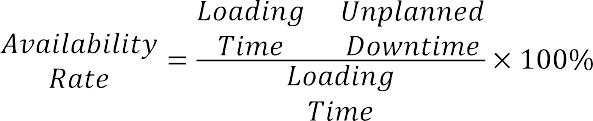 Availability Rate = Loading Time Unplanned Downtime
Loading Time × 100%